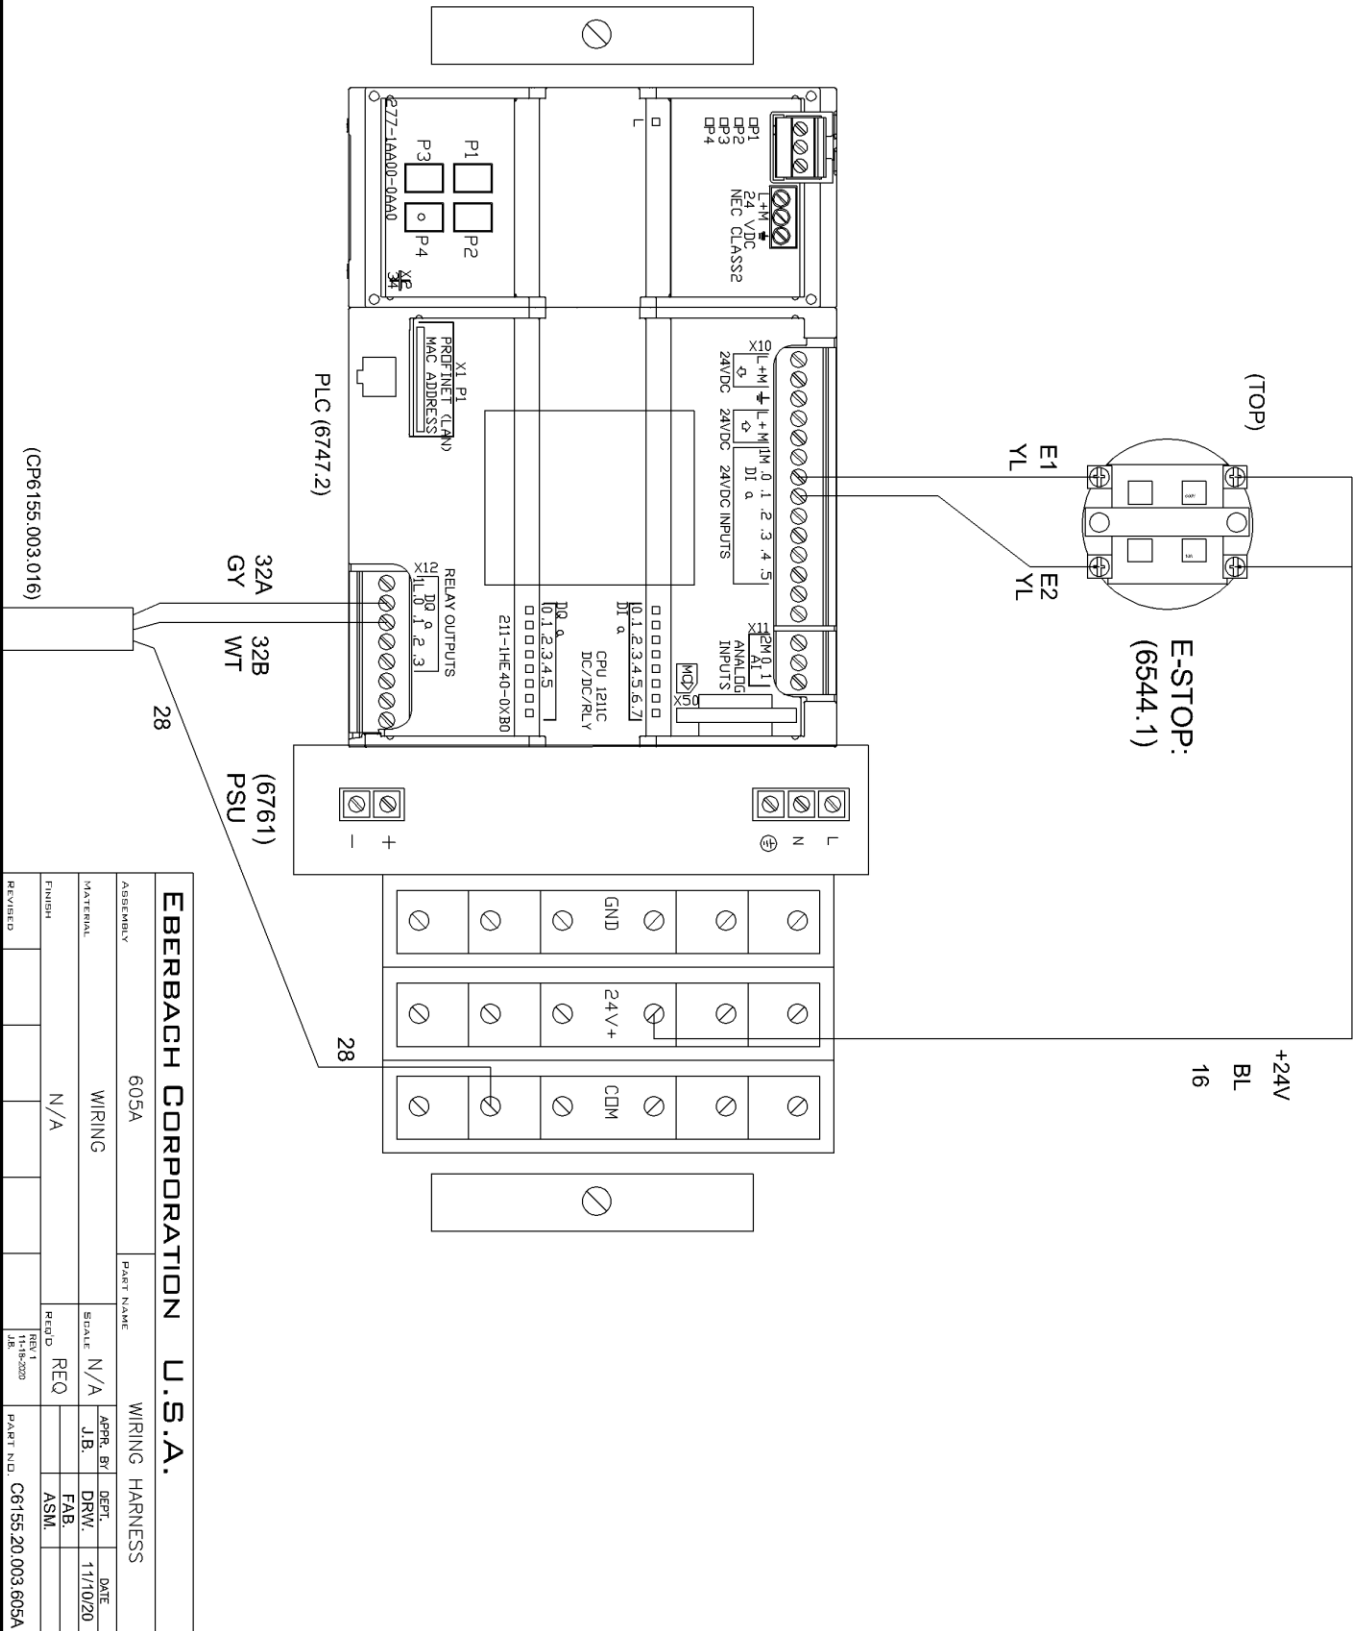 277-1AA00-0AA0
P1
P2
P3
P4
XF
34
L
P1
P2
P3
P4
L+M
24 VDC
NEC CLASS2
X1 P1
PROFINET (LAN)
MAC ADDRESS
PLC (6747.2)
X10
L+M
24VDC
L+M
24VDC
1M .0 .1 .2 .3 .4 .5
DI a
24VDC INPUTS
X11
2M 0 1
AI
ANALOG
INPUTS
X50
MC
.0.1.2.3.4.5.6.7
DI a
CPU 1211C
DC/DC/RLY
DQ a
.0.1.2.3.4.5
211-1HE40-0XB0
RELAY OUTPUTS
X12
DQ a
1L .0 .1 .2 .3
(TOP)
E1
YL
E2
YL
E-STOP:
(6544.1)
+24V
BL
16
32A
GY
32B
WT
28
28
(CP6155.003.016)
(6761)
PSU
L
N
+
-
GND
24V+
COM
EBERBACH CORPORATION U.S.A.
ASSEMBLY
605A
PART NAME
WIRING HARNESS
MATERIAL
WIRING
SCALE
N/A
APPR. BY
J.B.
DEPT.
DRW.
DATE
11/10/20
FINISH
N/A
REQ'D
REQ
FAB.
ASM.
REVISED
REV 1
11-18-2020
J.B.
PART NO.
C6155.20.003.605A